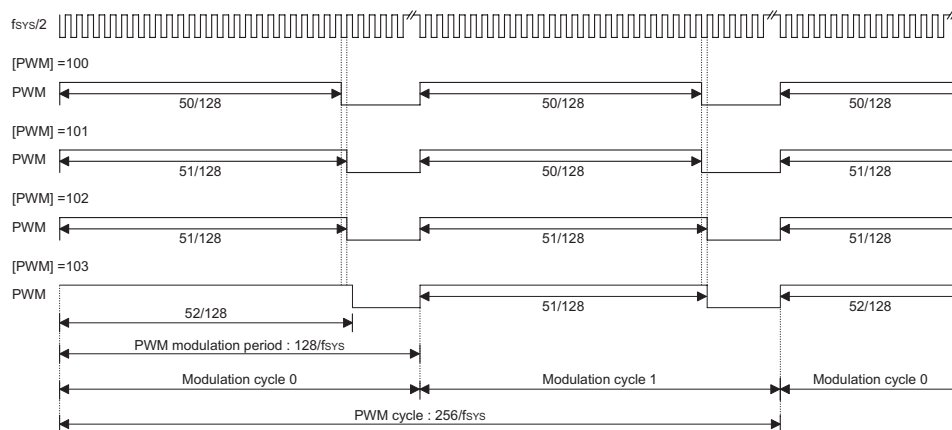 fSYS/2
[PWM] =100
PWM
50/128 50/128 50/128
[PWM] =101
PWM
51/128 50/128 51/128
[PWM] =102
PWM
51/128 51/128 51/128
[PWM] =103
PWM
52/128 51/128 52/128
PWM modulation period : 128/fSYS
Modulation cycle 0 Modulation cycle 1 Modulation cycle 0
PWM cycle : 256/fSYS